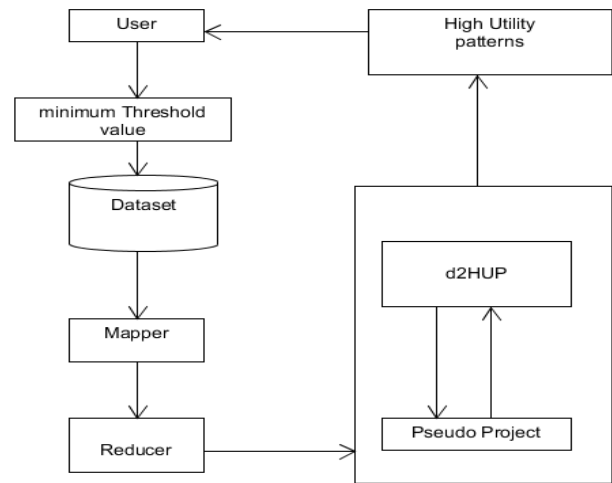 User
High Utility
patterns
minimum Threshold
value
Dataset
d2HUP
Mapper
Pseudo Project
Reducer